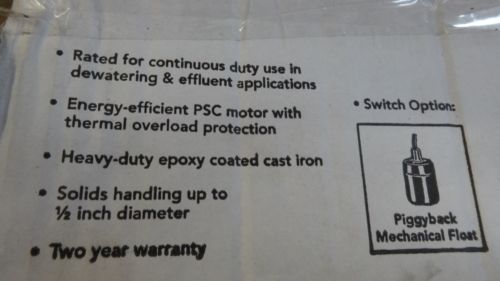 • Rated for continuous duty use in
dewatering & effluent applications
• Energy-efficient PSC motor with
thermal overload protection
• Heavy-duty epoxy coated cast iron
• Solids handling up to
½ inch diameter
• Two year warranty
• Switch Option:
Piggyback
Mechanical Float